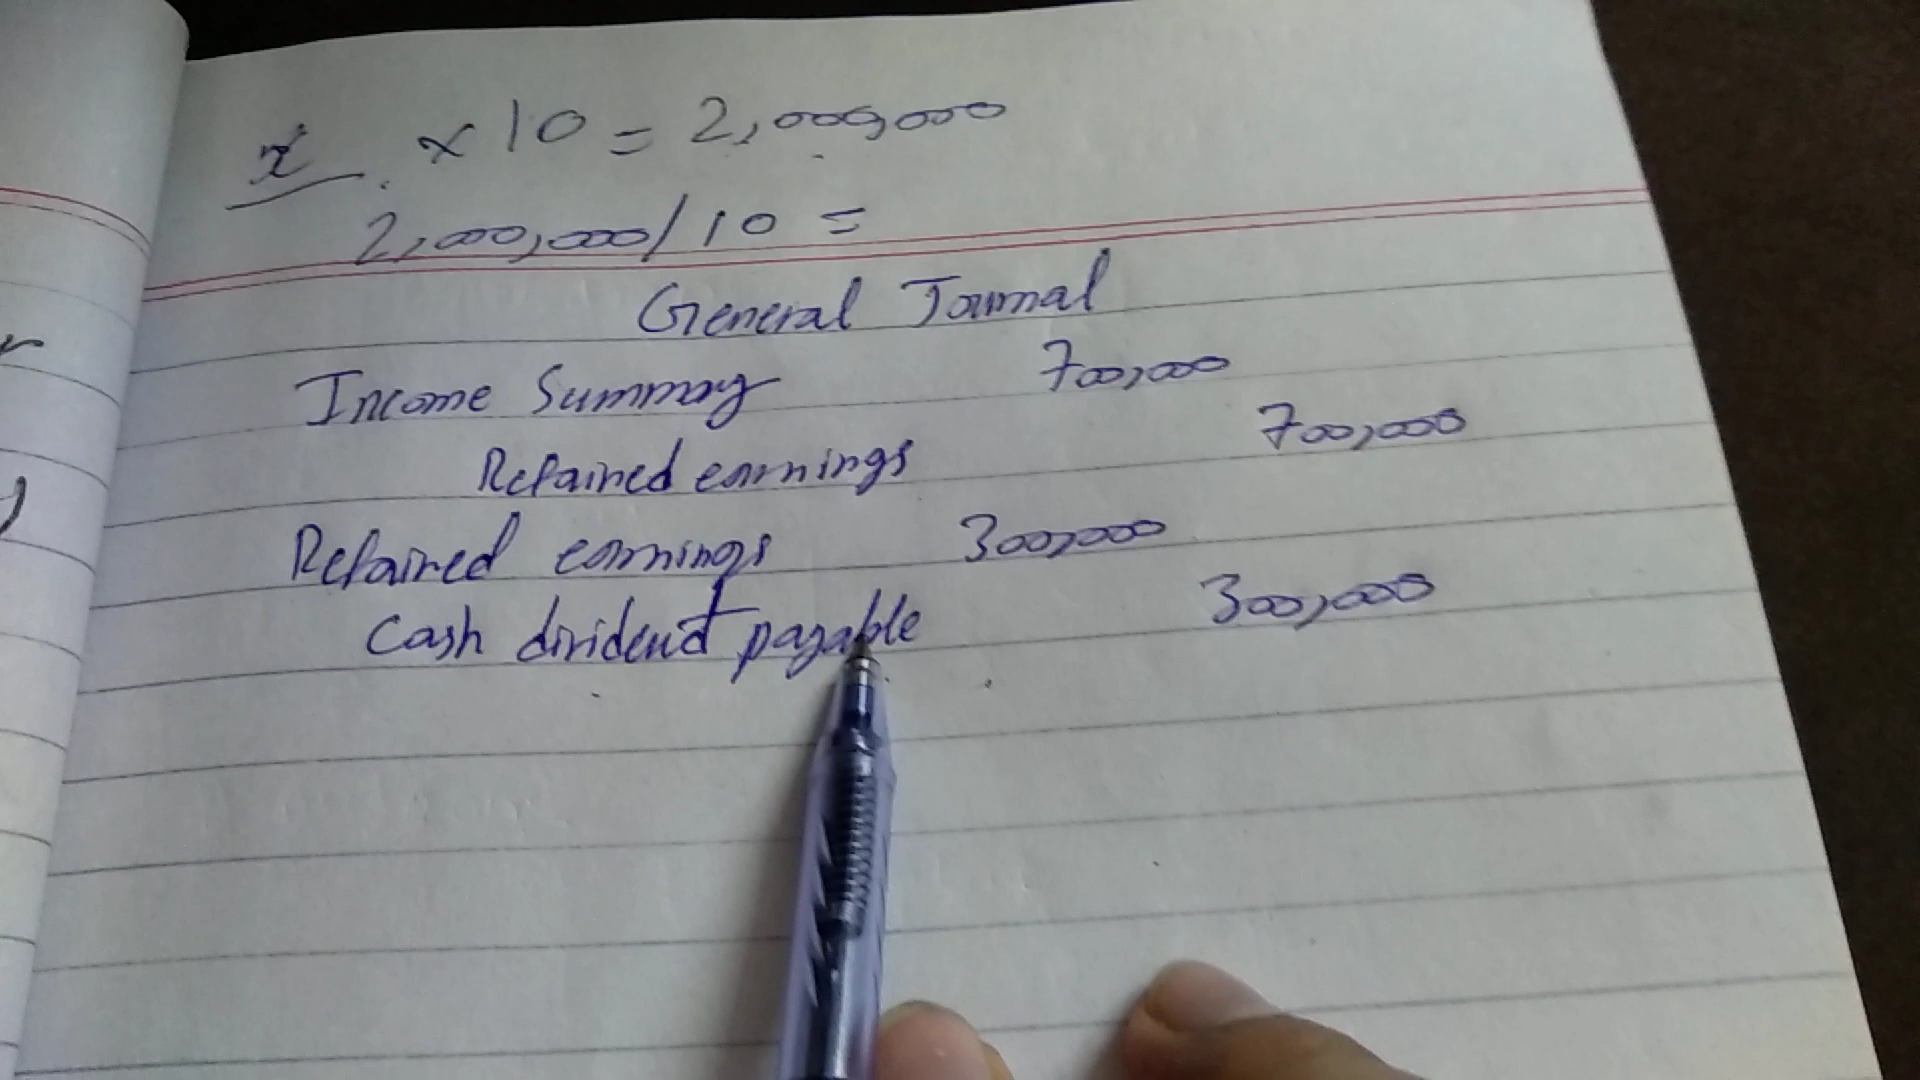 x × 10 = 2,000,000
2,000,000/10 =
General Journal
Income Summary 700,000
Retained earnings 700,000
Retained earnings 300,000
Cash dividend payable 300,000